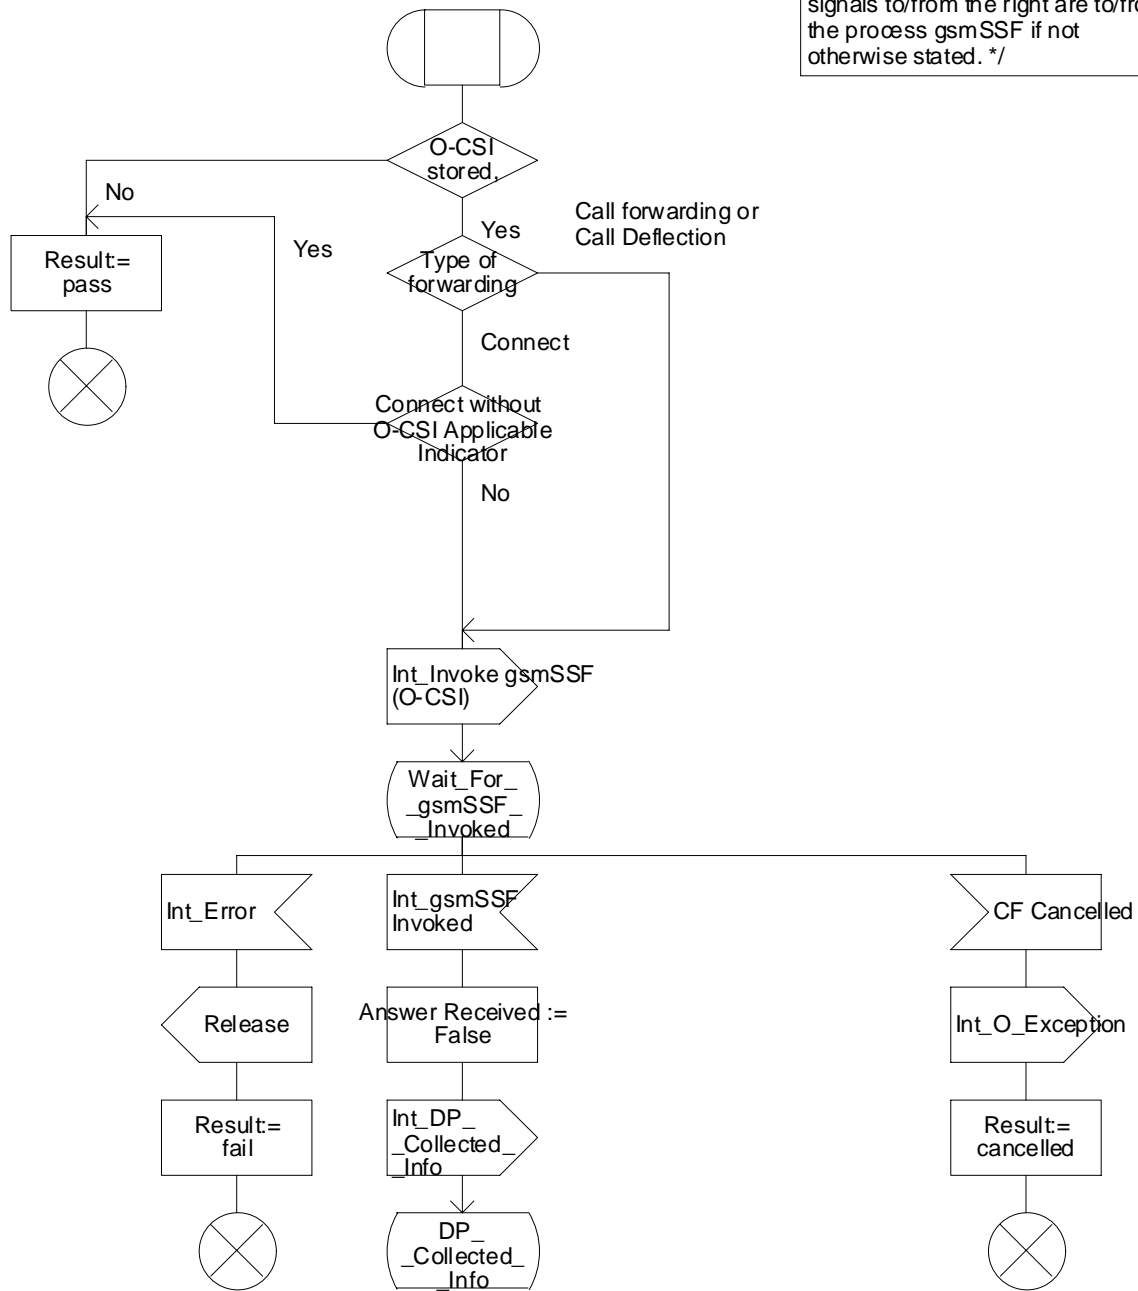 signals to/from the right are to/fro
the process gsmSSF if not
otherwise stated. */
O-CSI
stored,
No
Yes
Call forwarding or
Call Deflection
Result:=
pass
Yes
Type of
forwarding
Connect
Connect without
O-CSI Applicable
Indicator
No
Int_Invoke gsmSSF
(O-CSI)
Wait_For_
_gsmSSF_
_Invoked
Int_Error
Int_gsmSSF
Invoked
CF Cancelled
Release
Answer Received :=
False
Int_O_Exception
Result:=
fail
Int_DP_
_Collected_
_Info
Result:=
cancelled
DP_
_Collected_
_Info